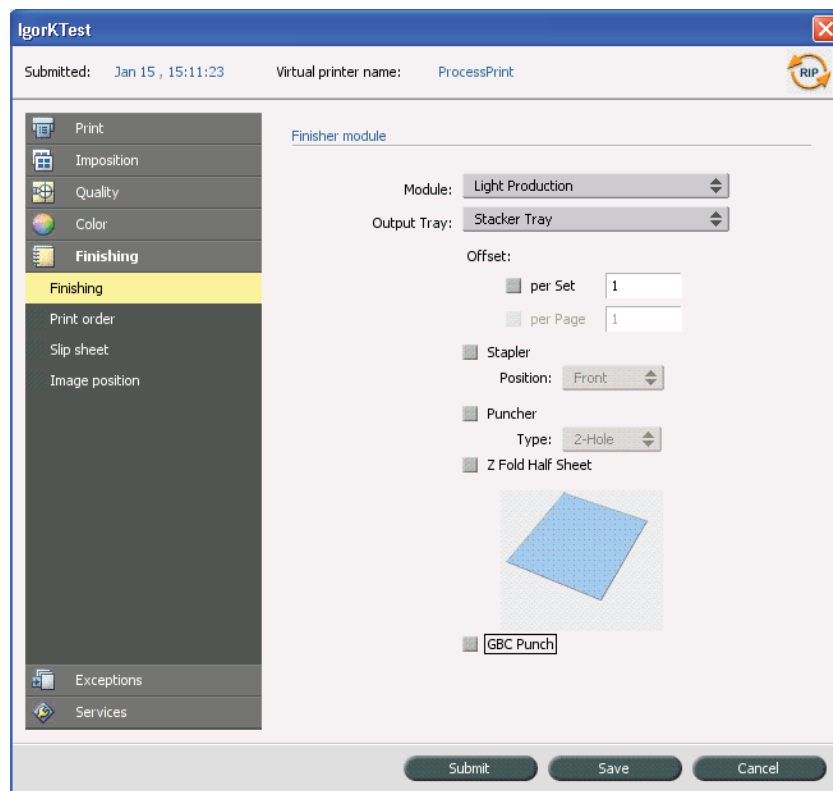 IgorKTest
Submitted: Jan 15 , 15:11:23 Virtual printer name: ProcessPrint
RIP
Print
Imposition
Quality
Color
Finishing
Finishing
Print order
Slip sheet
Image position
Exceptions
Services
Finisher module
Module: Light Production
Output Tray: Stacker Tray
Offset:
per Set 1
per Page 1
Stapler
Position: Front
Puncher
Type: 2-Hole
Z Fold Half Sheet
GBC Punch
Submit Save Cancel